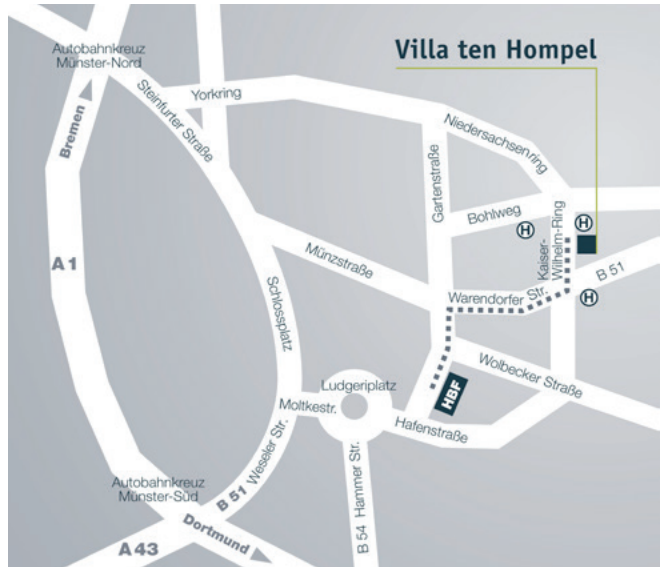 Villa ten Hompel
Autobahnkreuz
Münster-Nord
Bremen
Steinfurter Straße
Yorkring
Niedersachsenring
Gartenstraße
Bohlweg
H
H
Kaiser-
Wilhelm-Ring
A 1
Münzstraße
B 51
Schlossplatz
Warendorfer
Str.
H
Wolbecker Straße
Ludgeriplatz
Moltkestr.
HBF
Hafenstraße
B 51 Weseler Str.
B 54 Hammer Str.
Autobahnkreuz
Münster-Süd
Dortmund
A 43